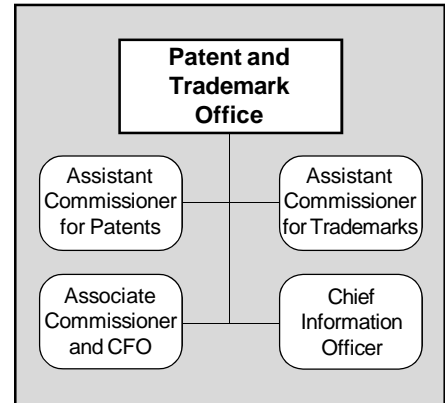 Patent and
Trademark
Office
Assistant
Commissioner
for Patents
Assistant
Commissioner
for Trademarks
Associate
Commissioner
and CFO
Chief
Information
Officer